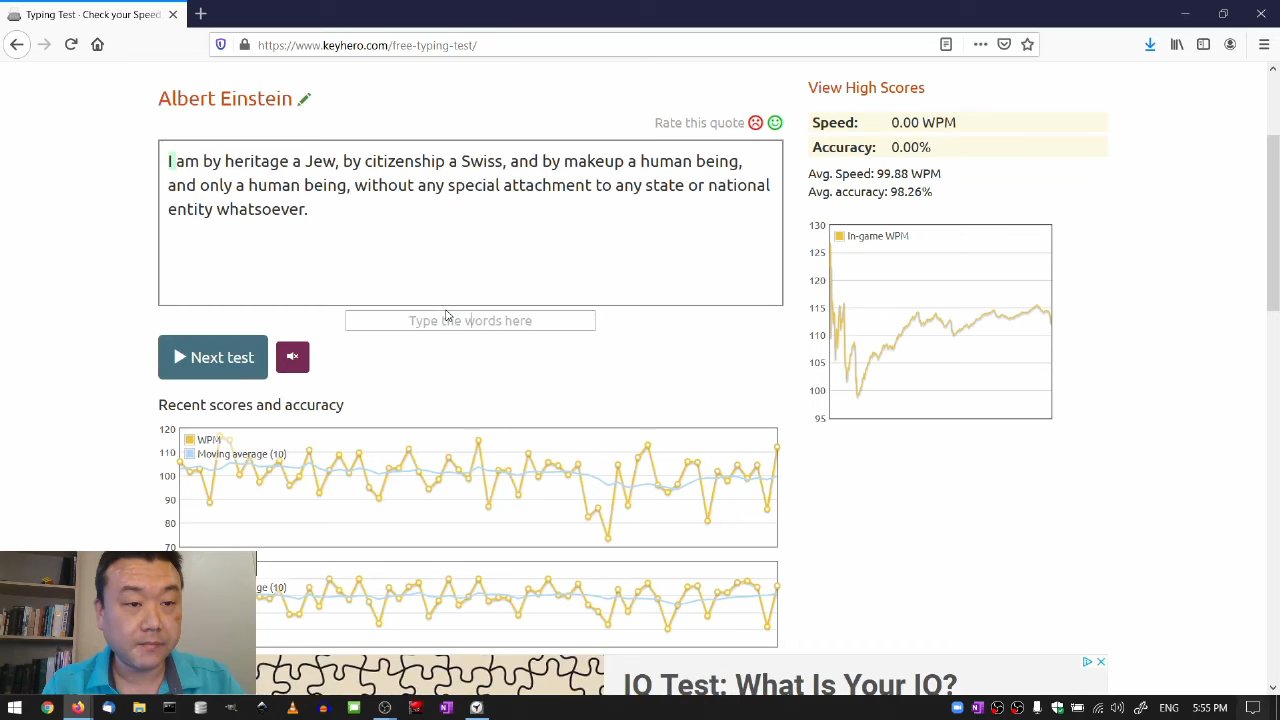 Typing Test · Check your Speed
https://www.keyhero.com/free-typing-test/
Albert Einstein
Rate this quote
I am by heritage a Jew, by citizenship a Swiss, and by makeup a human being,
and only a human being, without any special attachment to any state or national
entity whatsoever.
Type the words here
Next test
Recent scores and accuracy
120
110
100
90
80
70
WPM
Moving average (10)
age (10)
View High Scores
Speed: 0.00 WPM
Accuracy: 0.00%
Avg. Speed: 99.88 WPM
Avg. accuracy: 98.26%
130
125
120
115
110
105
100
95
In-game WPM
IQ Test: What Is Your IQ?
ENG 5:55 PM